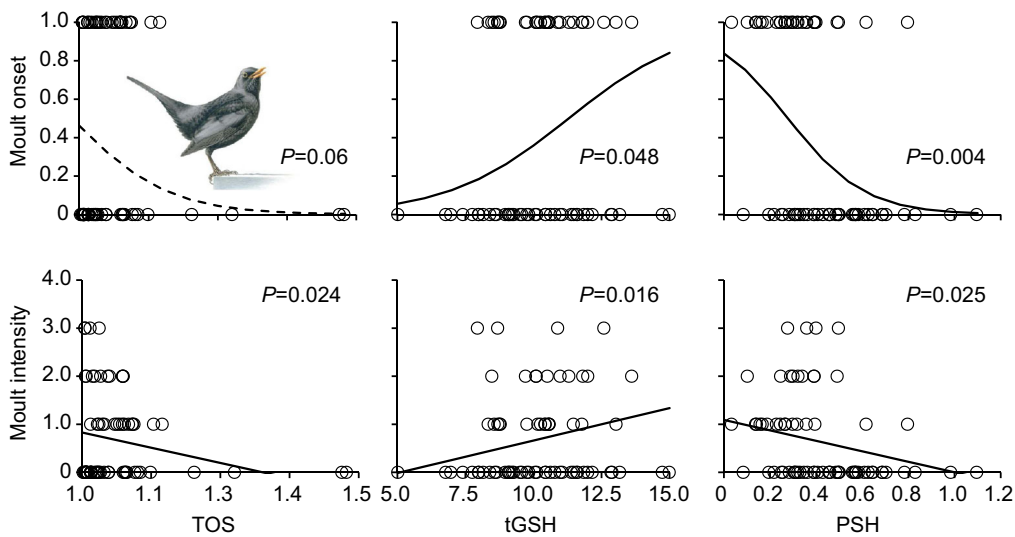 Moult onset
1.0
0.8
0.6
0.4
0.2
0
P=0.06
P=0.048
P=0.004
Moult intensity
4.0
3.0
2.0
1.0
0
P=0.024
P=0.016
P=0.025
1.0 1.1 1.3 1.4 1.5
5.0 7.5 10.0 12.5 15.0
0 0.2 0.4 0.6 0.8 1.0 1.2
TOS
tGSH
PSH